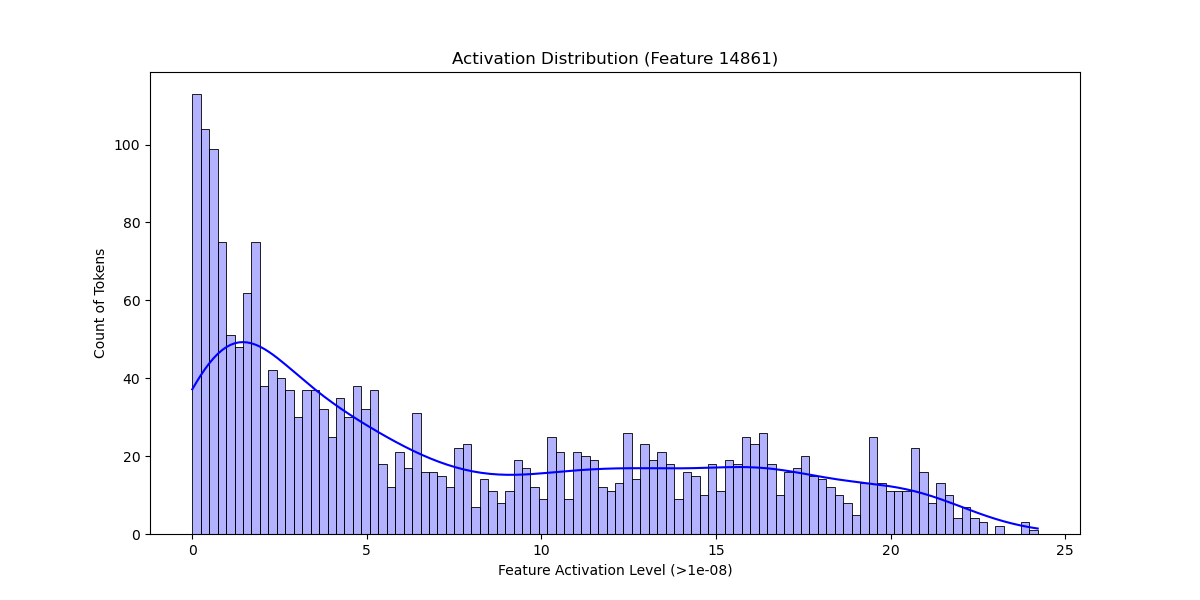 Activation Distribution (Feature 14861)
Count of Tokens
100
80
60
40
20
0
0 5 10 15 20 25
Feature Activation Level (>1e-08)